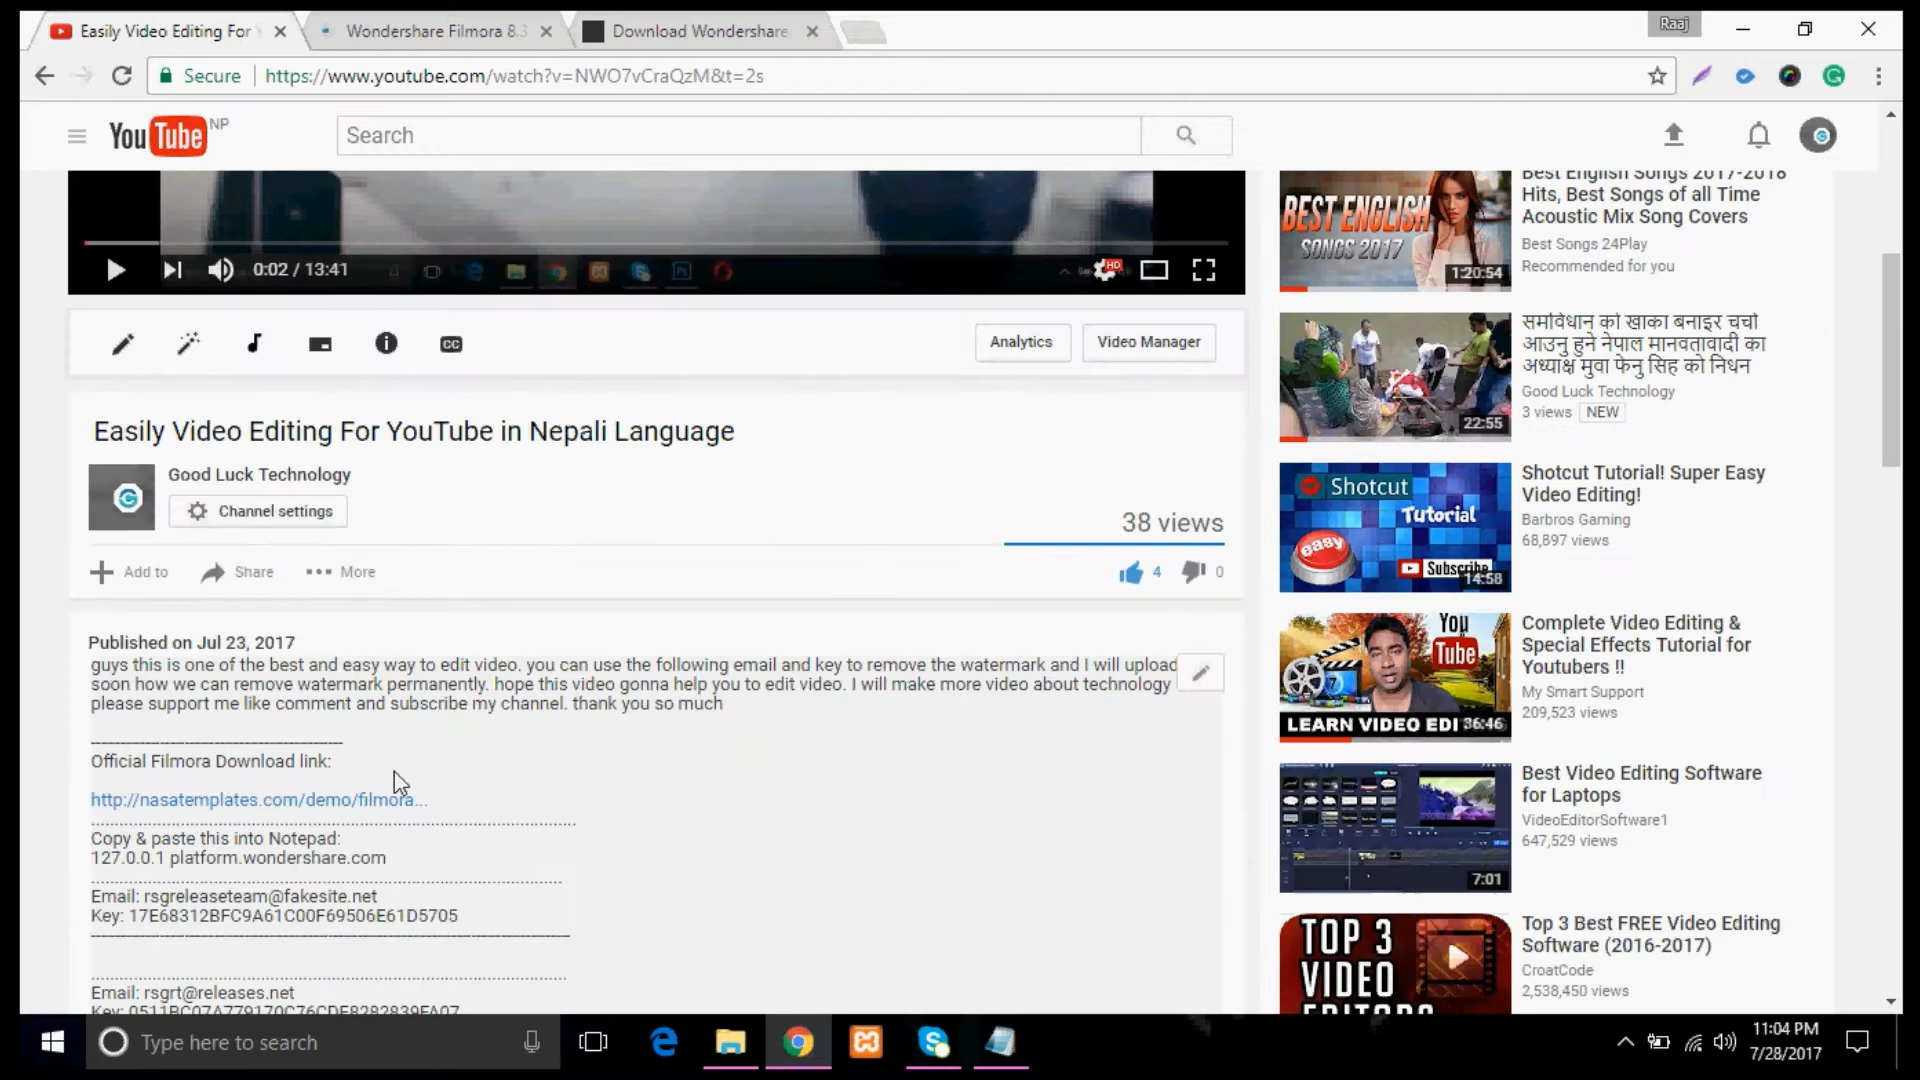 Easily Video Editing For Y
Wondershare Filmora 8.3
Download Wondershare
Raaj
Secure
https://www.youtube.com/watch?v=NWO7vCraQzM&t=2s
YouTube NP
Search
0:02 / 13:41
HD
CC
Analytics
Video Manager
Easily Video Editing For YouTube in Nepali Language
Good Luck Technology
Channel settings
38 views
Add to
Share
More
4
0
Published on Jul 23, 2017
guys this is one of the best and easy way to edit video. you can use the following email and key to remove the watermark and I will upload
soon how we can remove watermark permanently. hope this video gonna help you to edit video. I will make more video about technology
please support me like comment and subscribe my channel. thank you so much
Official Filmora Download link:
http://nasatemplates.com/demo/filmora...
Copy & paste this into Notepad:
127.0.0.1 platform.wondershare.com
Email: rsgreleaseteam@fakesite.net
Key: 17E68312BFC9A61C00F69506E61D5705
Email: rsgrt@releases.net
Key: 0511BC07A779170C76CDF8282839FA07
BEST ENGLISH
SONGS 2017
1:20:54
Best English Songs 2017-2018
Hits, Best Songs of all Time
Acoustic Mix Song Covers
Best Songs 24Play
Recommended for you
22:55
समविधान को खाका बनाइर चर्चा
आउनु हुने नेपाल मानवतावादी का
अध्याक्ष मुवा फेनु सिह को निधन
Good Luck Technology
3 views NEW
Shotcut
Tutorial
easy
Subscribe
14:58
Shotcut Tutorial! Super Easy
Video Editing!
Barbros Gaming
68,897 views
You
Tube
LEARN VIDEO EDI
36:46
Complete Video Editing &
Special Effects Tutorial for
Youtubers !!
My Smart Support
209,523 views
7:01
Best Video Editing Software
for Laptops
VideoEditorSoftware1
647,529 views
TOP 3
VIDEO
EDITORS
Top 3 Best FREE Video Editing
Software (2016-2017)
CroatCode
2,538,450 views
Type here to search
11:04 PM
7/28/2017